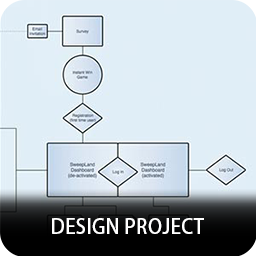 Email
Invitation
Survey
Instant Win
Game
Registration
(first time user)
SweepLand
Dashboard
(de-activated)
Log In
SweepLand
Dashboard
(activated)
Log Out
DESIGN PROJECT